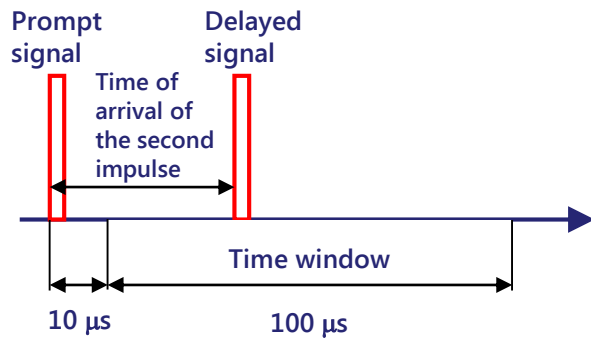 Prompt
signal
Delayed
signal
Time of
arrival of
the second
impulse
Time window
10 μs
100 μs